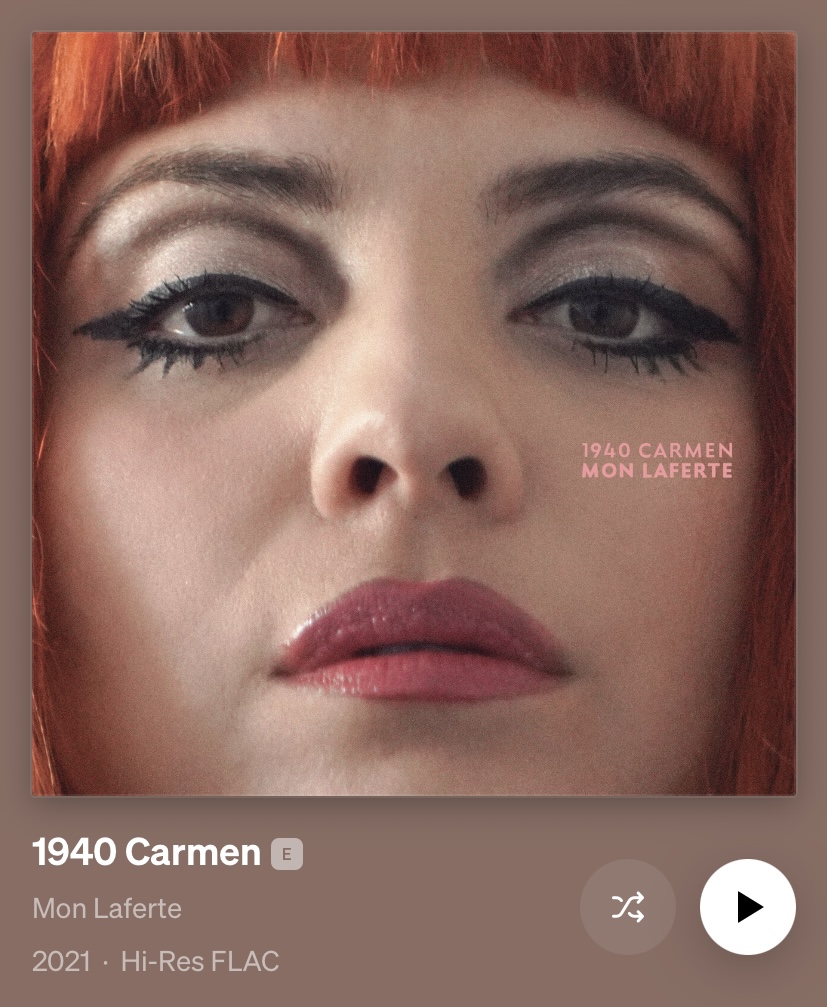 1940 CARMEN
MON LAFERTE
1940 Carmen E
Mon Laferte
2021 · Hi-Res FLAC